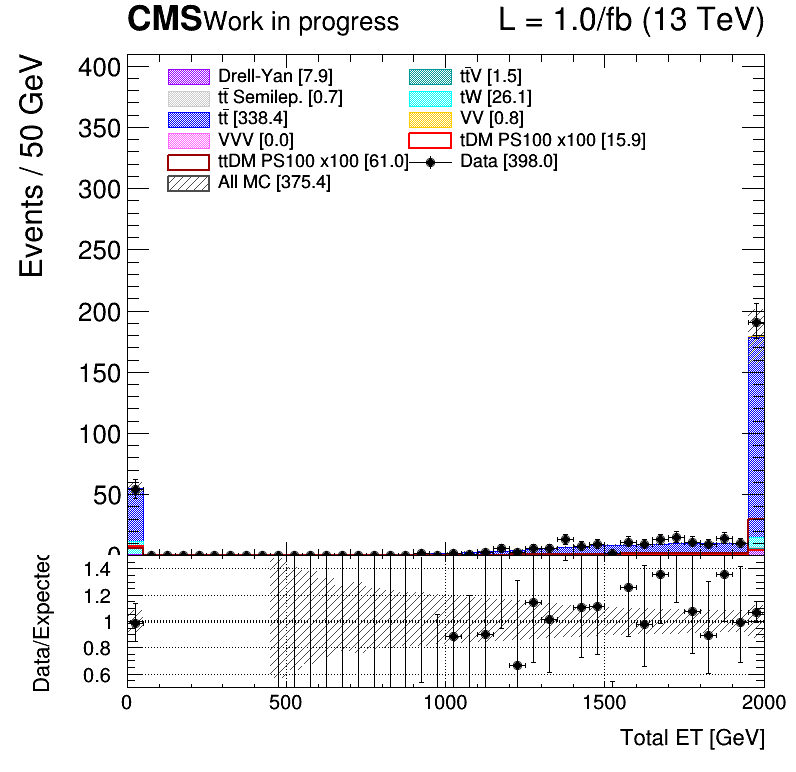 CMS Work in progress L = 1.0/fb (13 TeV)
Events / 50 GeV
400
350
300
250
200
150
100
50
0
Drell-Yan [7.9]
tt̄V [1.5]
tt̄ Semilep. [0.7]
tW [26.1]
tt̄ [338.4]
VV [0.8]
VVV [0.0]
tDM PS100 x100 [15.9]
ttDM PS100 x100 [61.0]
Data [398.0]
All MC [375.4]
Data/Expected
1.4
1.2
1
0.8
0.6
0 500 1000 1500 2000
Total ET [GeV]